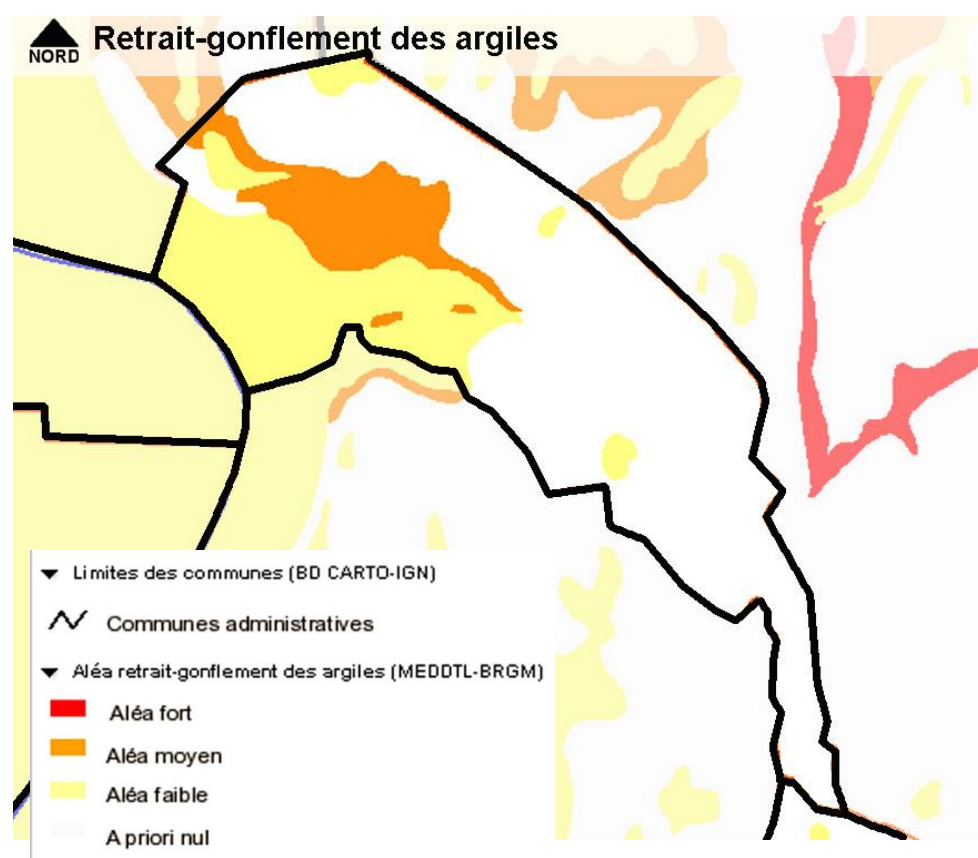 Retrait-gonflement des argiles
NORD
Limites des communes (BD CARTO-IGN)
Communes administratives
Aléa retrait-gonflement des argiles (MEDDTL-BRGM)
Aléa fort
Aléa moyen
Aléa faible
A priori nul